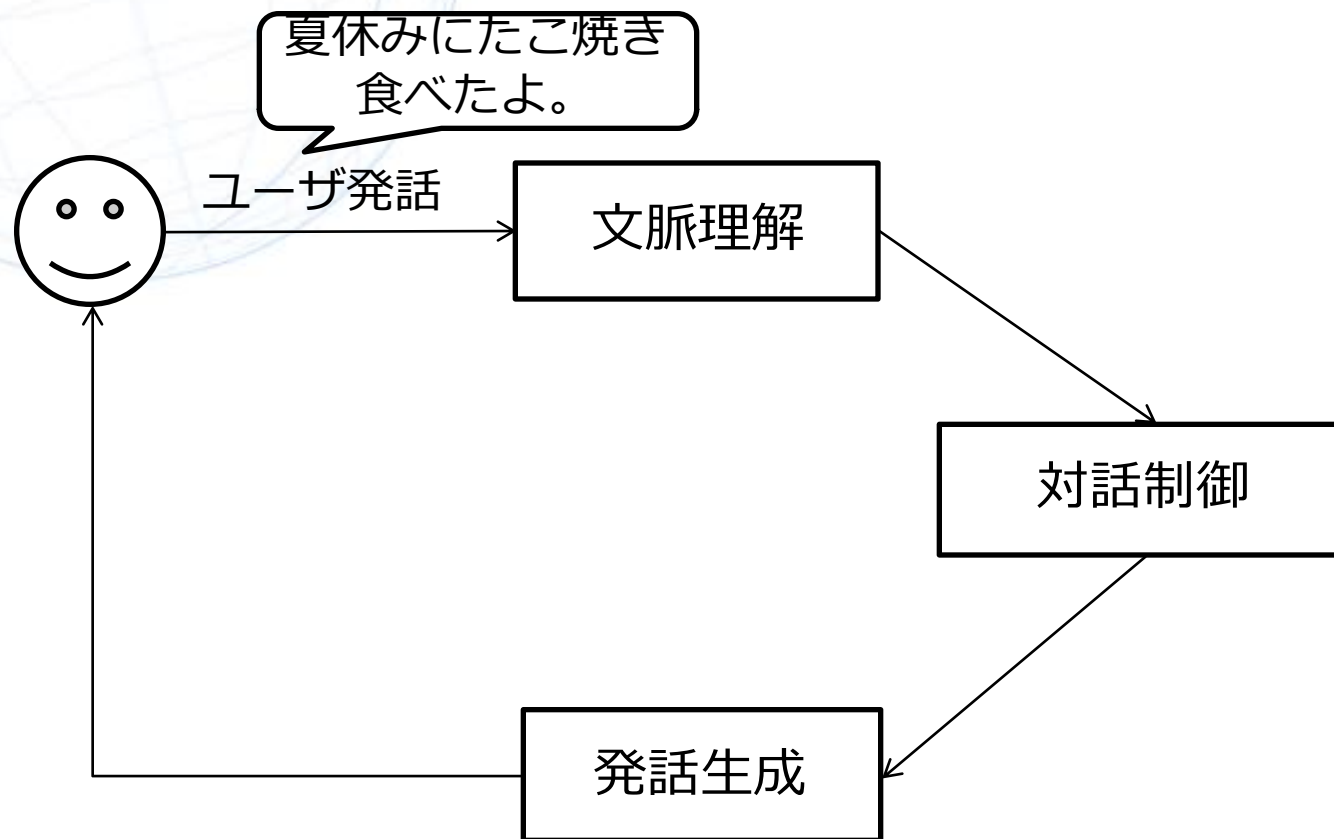 夏休みにたこ焼き
食べたよ。
ユーザ発話
文脈理解
対話制御
発話生成